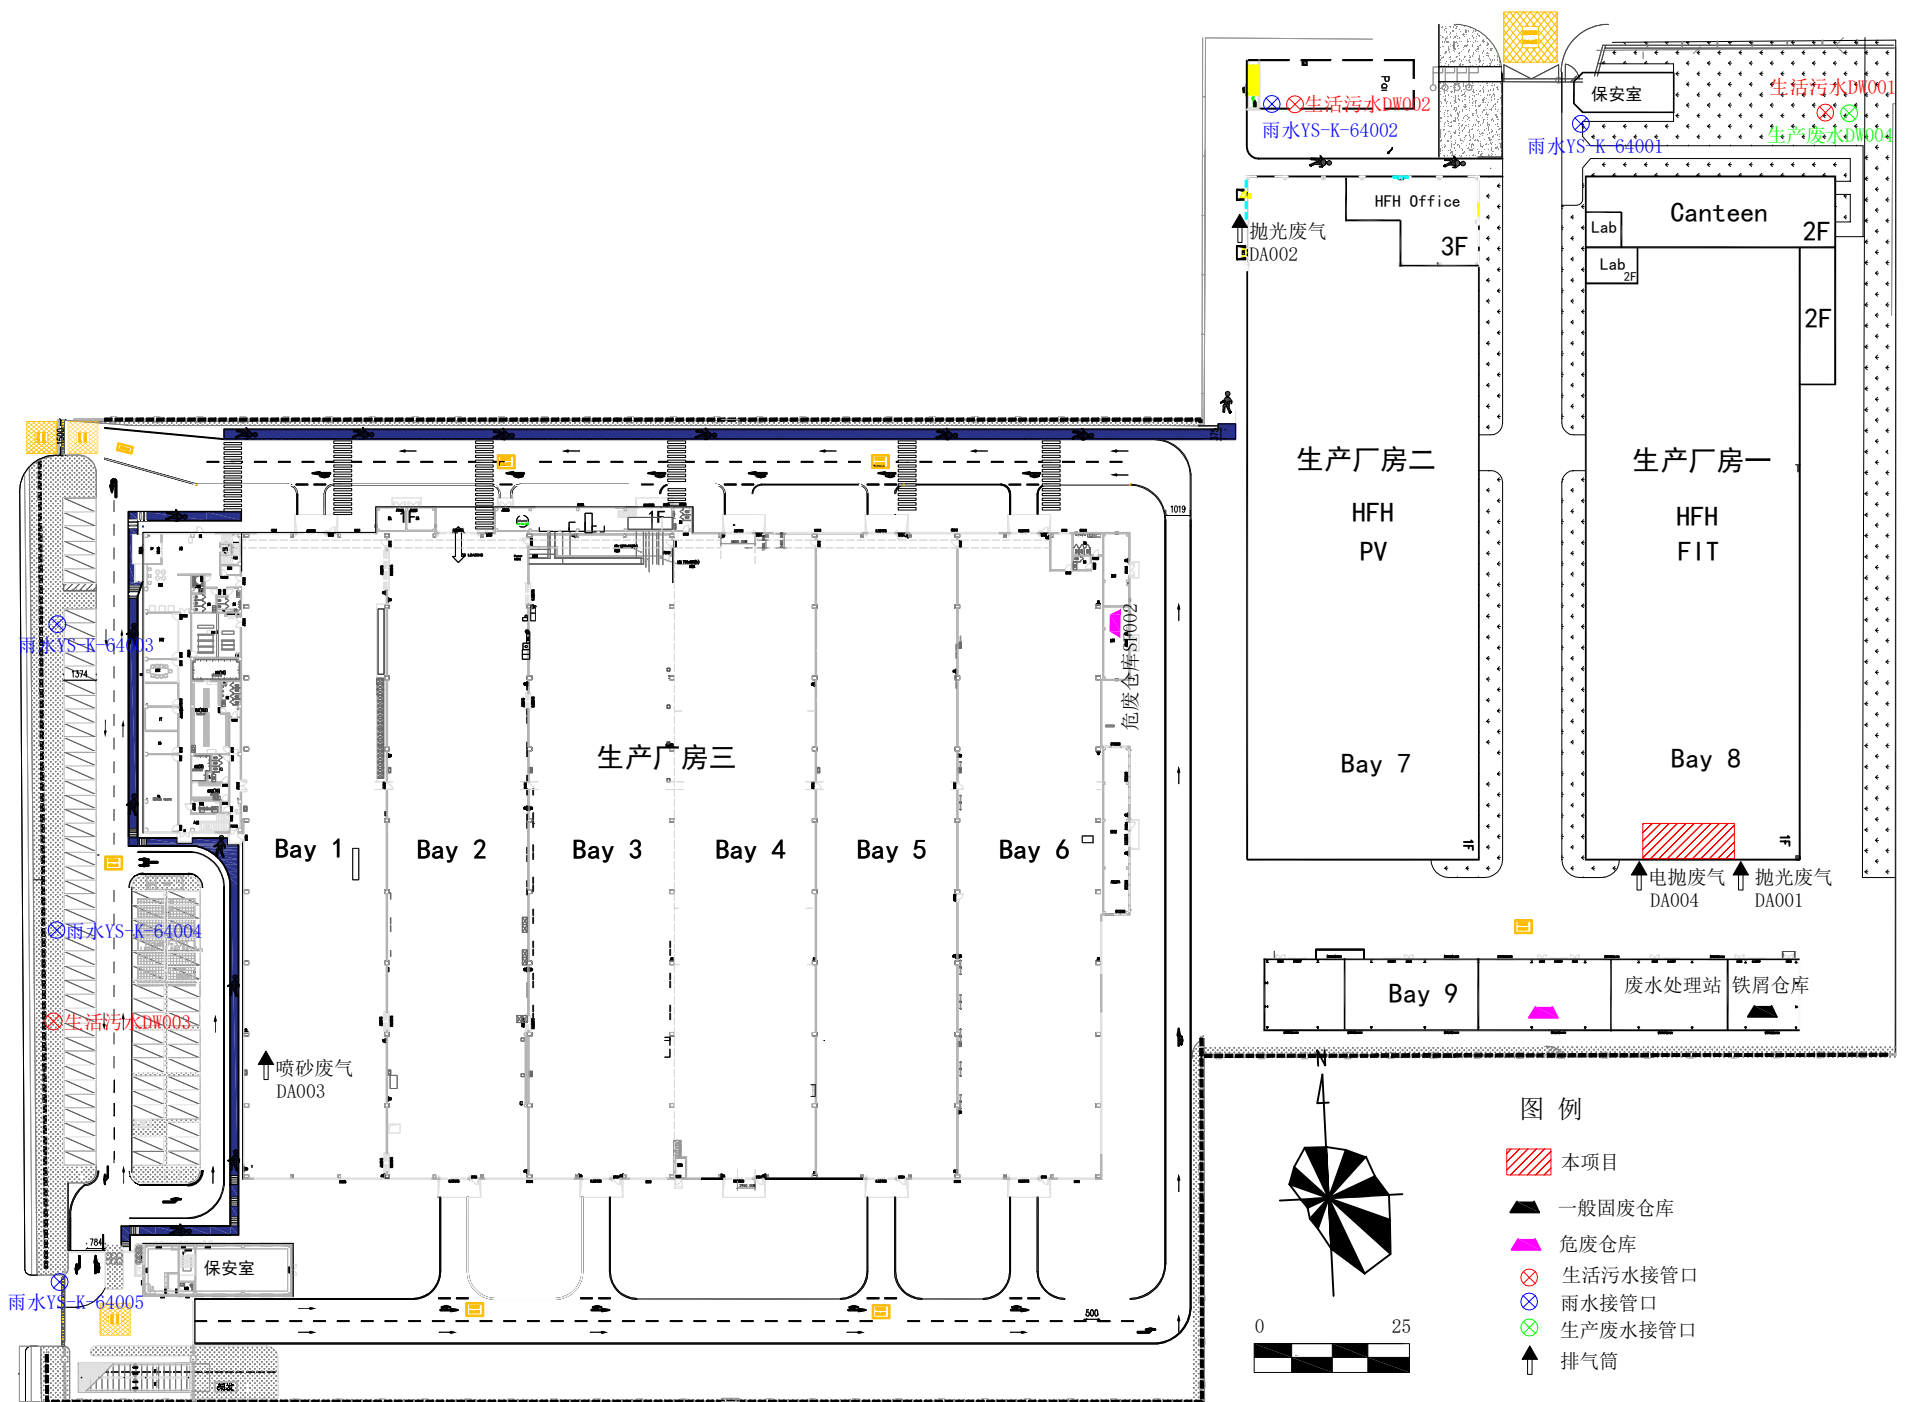 保安室
生活污水DW001
生产废水DW004
雨水YS-K-64001
生活污水DW002
雨水YS-K-64002
HFH Office
3F
抛光废气
DA002
Canteen
2F
Lab
Lab
2F
2F
生产厂房二
HFH
PV
Bay 7
1F
生产厂房一
HFH
FIT
Bay 8
1F
电抛废气
DA004
抛光废气
DA001
Bay 9
废水处理站
铁屑仓库
1500
1019
1F
雨水YS-K-64003
1374
危废仓库SF002
生产厂房三
Bay 1
Bay 2
Bay 3
Bay 4
Bay 5
Bay 6
雨水YS-K-64004
生活污水DW003
喷砂废气
DA003
784
保安室
雨水YS-K-64005
500
N
0
25
图 例
本项目
一般固废仓库
危废仓库
生活污水接管口
雨水接管口
生产废水接管口
排气筒